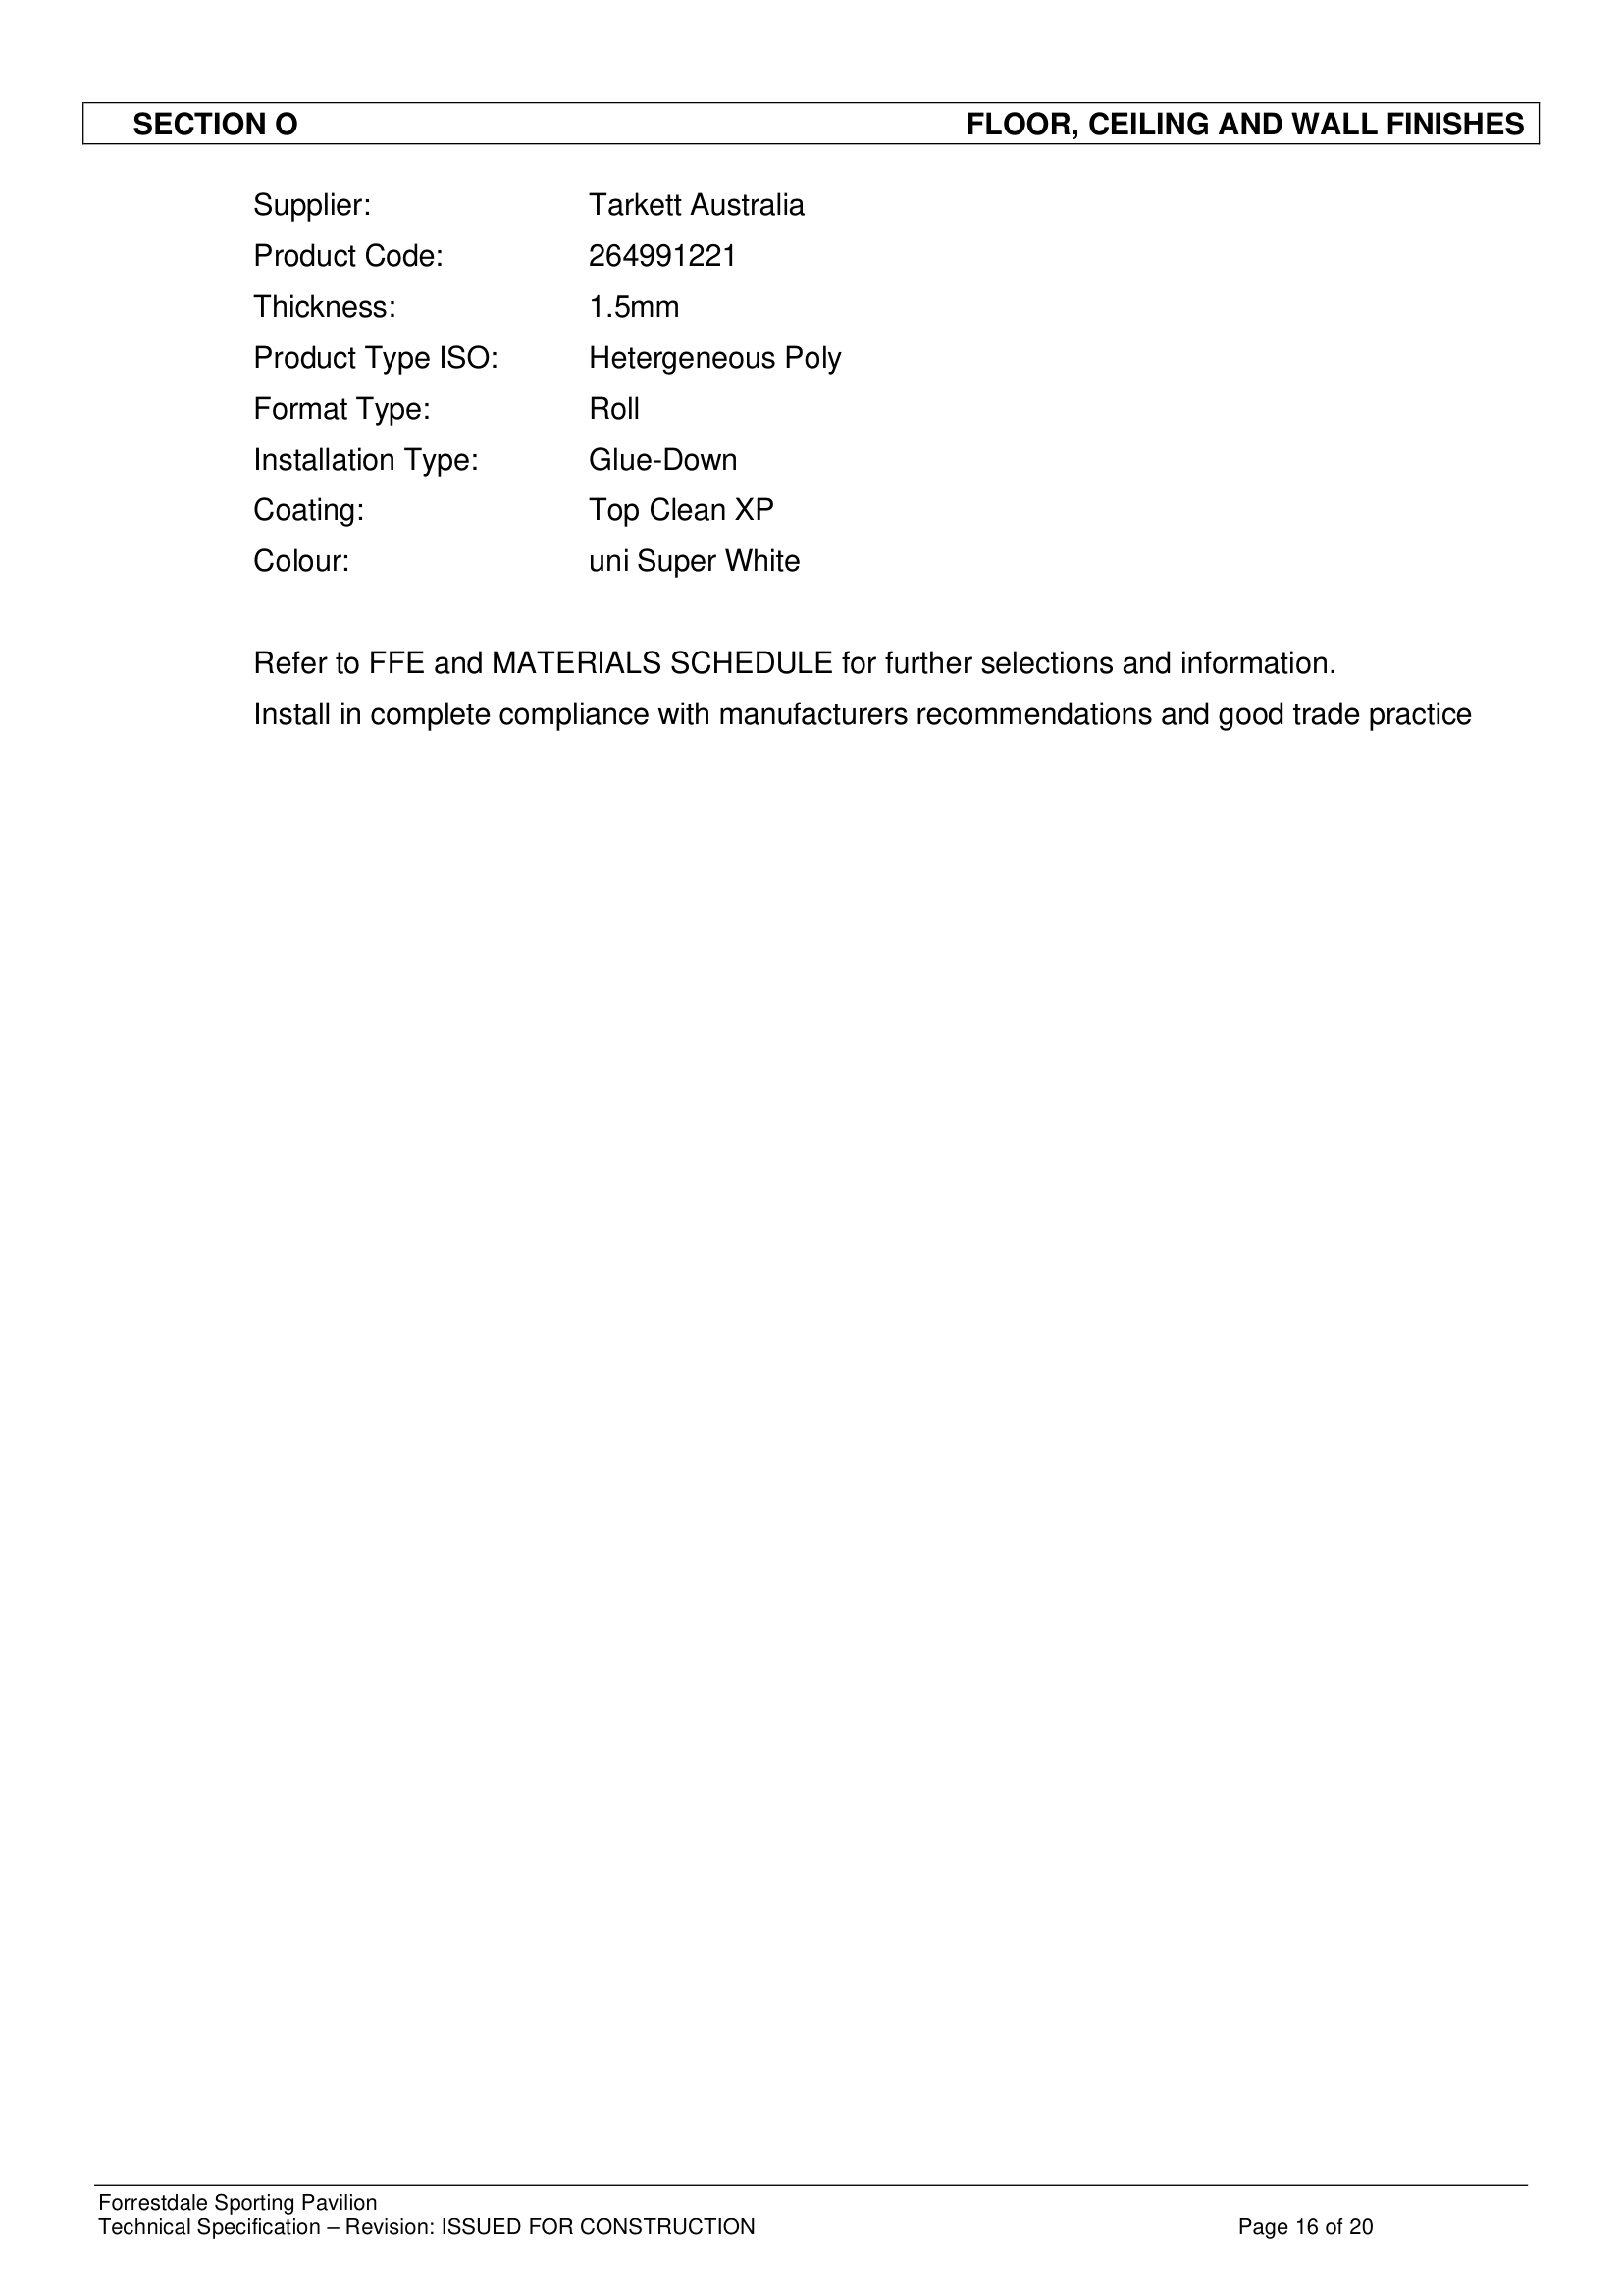 SECTION O FLOOR, CEILING AND WALL FINISHES
Supplier: Tarkett Australia
Product Code: 264991221
Thickness: 1.5mm
Product Type ISO: Hetergeneous Poly
Format Type: Roll
Installation Type: Glue-Down
Coating: Top Clean XP
Colour: uni Super White
Refer to FFE and MATERIALS SCHEDULE for further selections and information.
Install in complete compliance with manufacturers recommendations and good trade practice
Forrestdale Sporting Pavilion
Technical Specification – Revision: ISSUED FOR CONSTRUCTION Page 16 of 20